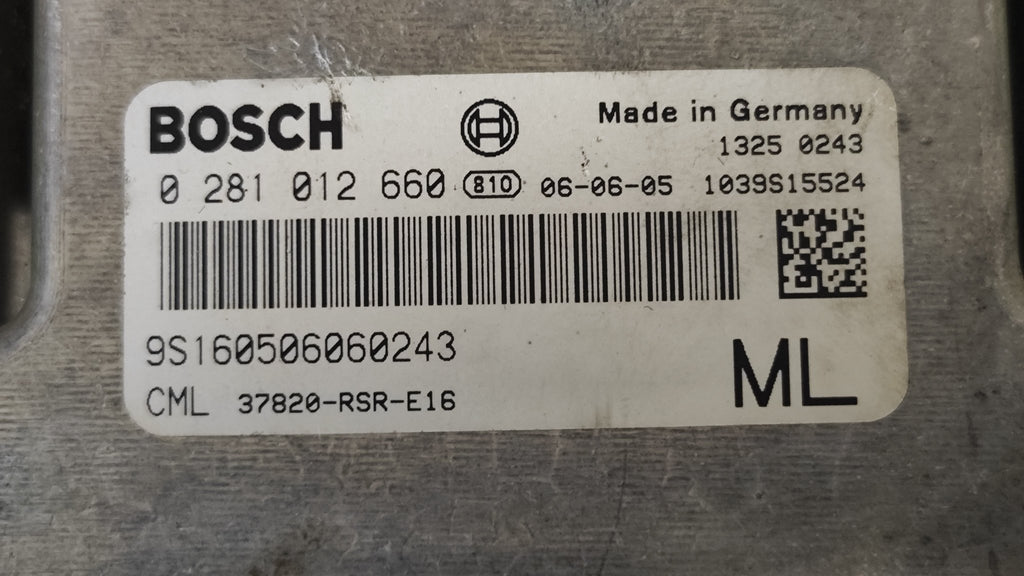 BOSCH
Made in Germany
1325 0243
0 281 012 660 810 06-06-05 1039S15524
9S160506060243
CML 37820-RSR-E16
ML